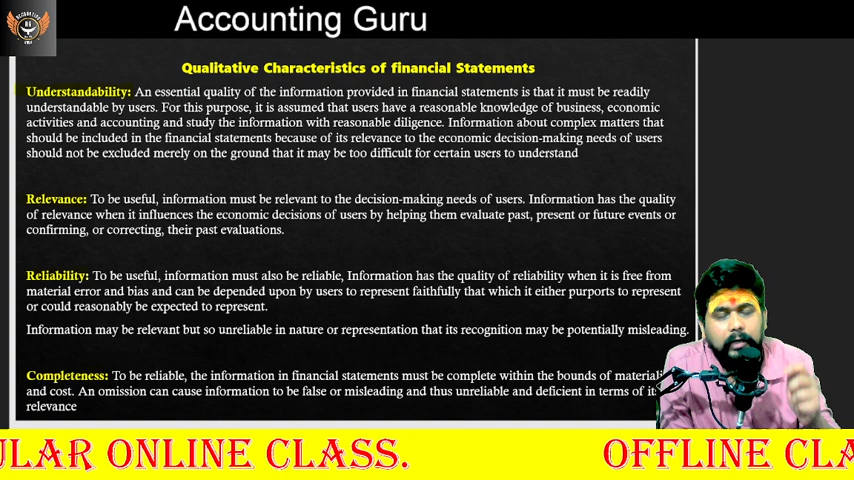 Accounting Guru
Qualitative Characteristics of financial Statements
Understandability: An essential quality of the information provided in financial statements is that it must be readily
understandable by users. For this purpose, it is assumed that users have a reasonable knowledge of business, economic
activities and accounting and study the information with reasonable diligence. Information about complex matters that
should be included in the financial statements because of its relevance to the economic decision-making needs of users
should not be excluded merely on the ground that it may be too difficult for certain users to understand
Relevance: To be useful, information must be relevant to the decision-making needs of users. Information has the quality
of relevance when it influences the economic decisions of users by helping them evaluate past, present or future events or
confirming, or correcting, their past evaluations.
Reliability: To be useful, information must also be reliable, Information has the quality of reliability when it is free from
material error and bias and can be depended upon by users to represent faithfully that which it either purports to represent
or could reasonably be expected to represent.
Information may be relevant but so unreliable in nature or representation that its recognition may be potentially misleading.
Completeness: To be reliable, the information in financial statements must be complete within the bounds of materiali
and cost. An omission can cause information to be false or misleading and thus unreliable and deficient in terms of its
relevance
ULAR ONLINE CLASS. OFFLINE CLA